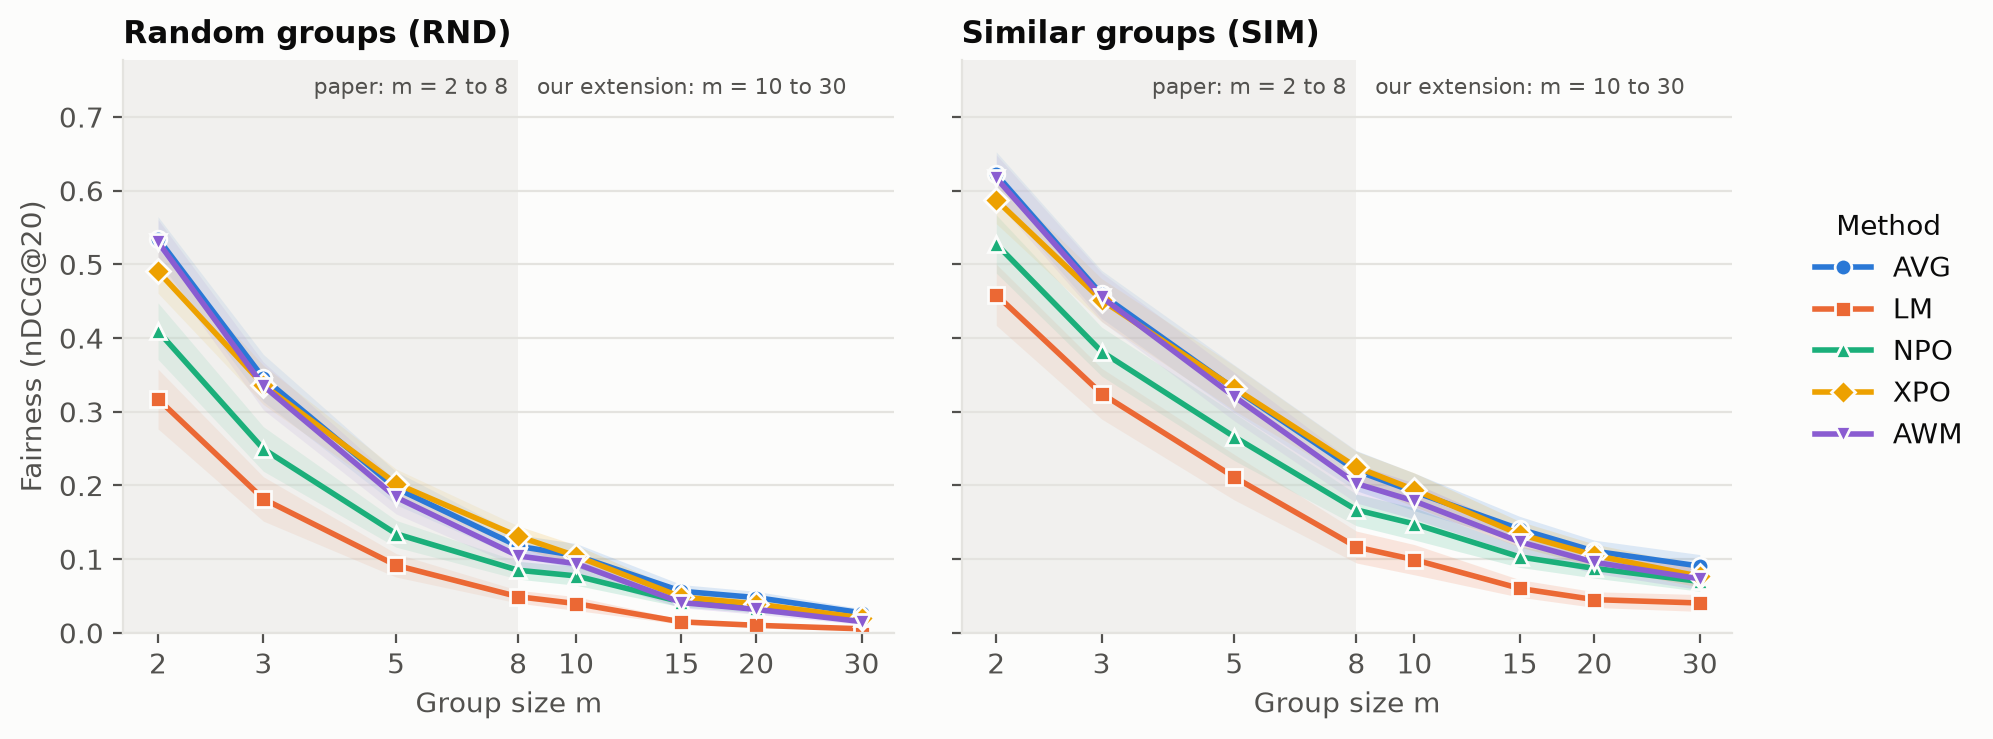 Random groups (RND)
Similar groups (SIM)
paper: m = 2 to 8
our extension: m = 10 to 30
paper: m = 2 to 8
our extension: m = 10 to 30
Fairness (nDCG@20)
0.7
0.6
0.5
0.4
0.3
0.2
0.1
0.0
2 3 5 8 10 15 20 30
2 3 5 8 10 15 20 30
Group size m
Group size m
Method
AVG
LM
NPO
XPO
AWM